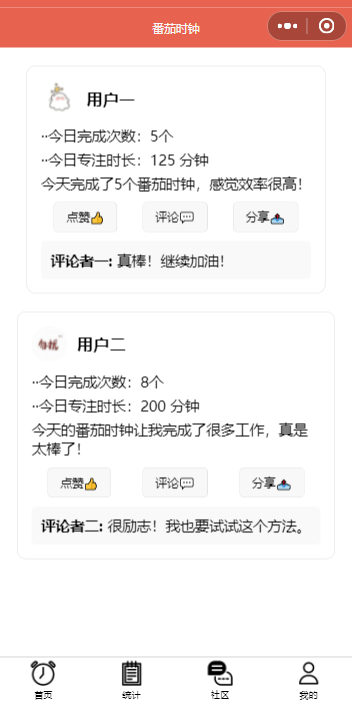 番茄时钟
用户一
··今日完成次数：5个
··今日专注时长：125 分钟
今天完成了5个番茄时钟，感觉效率很高！
点赞👍 评论💬 分享📤
评论者一: 真棒！继续加油！
用户二
··今日完成次数：8个
··今日专注时长：200 分钟
今天的番茄时钟让我完成了很多工作，真是
太棒了！
点赞👍 评论💬 分享📤
评论者二: 很励志！我也要试试这个方法。
首页 统计 社区 我的